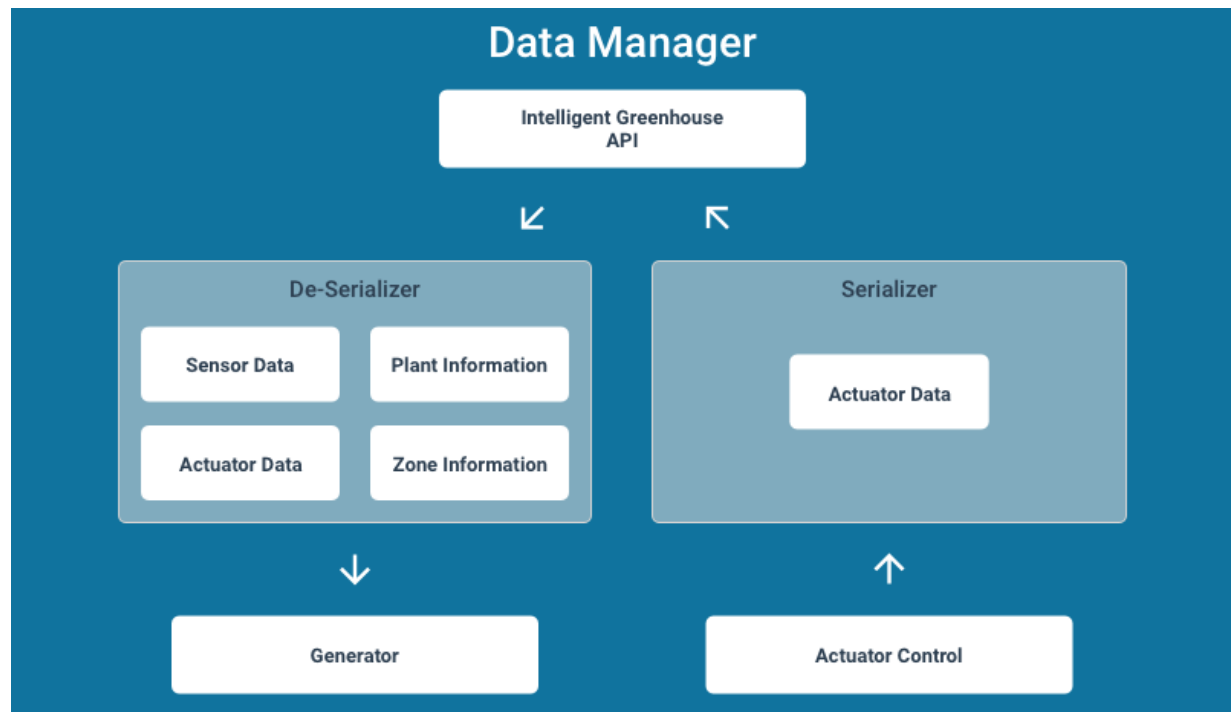 Data Manager
Intelligent Greenhouse
API
De-Serializer
Sensor Data
Plant Information
Actuator Data
Zone Information
Serializer
Actuator Data
Generator
Actuator Control